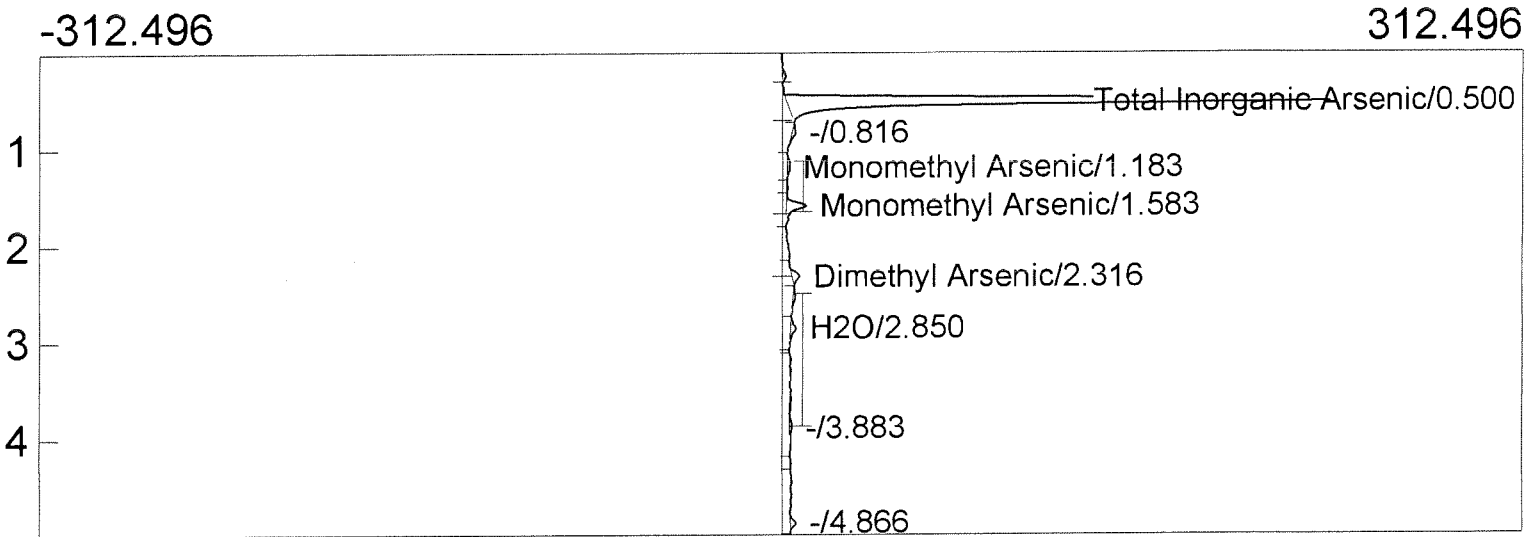 -312.496 312.496
Total Inorganic Arsenic/0.500
-/0.816
1
Monomethyl Arsenic/1.183
Monomethyl Arsenic/1.583
2
Dimethyl Arsenic/2.316
H2O/2.850
3
-/3.883
4
-/4.866